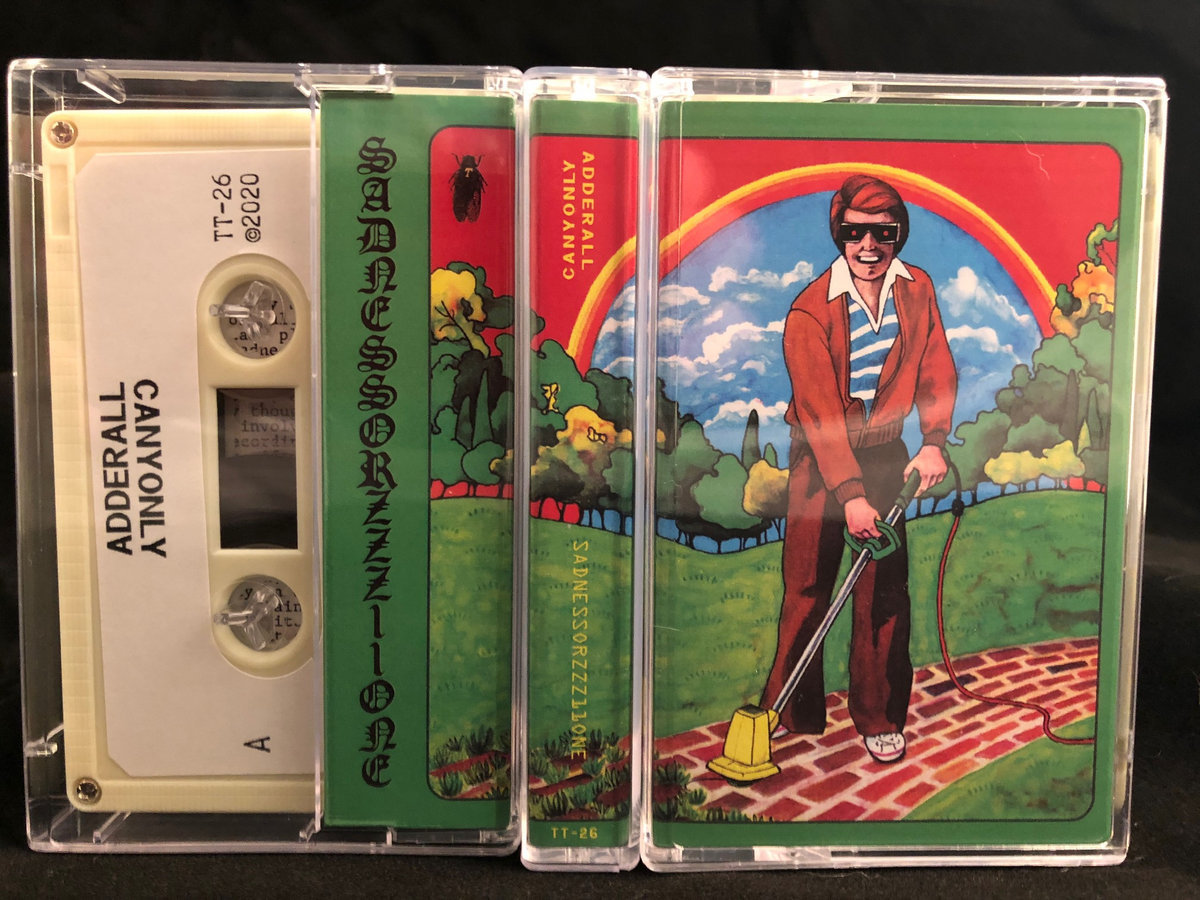 TT-26
©2020
ADDERALL
CANYONLY
A
SADNESSORZZZ11ONE
T
ADDERALL
CANYONLY
SADNESSORZZZ11ONE
TT-26